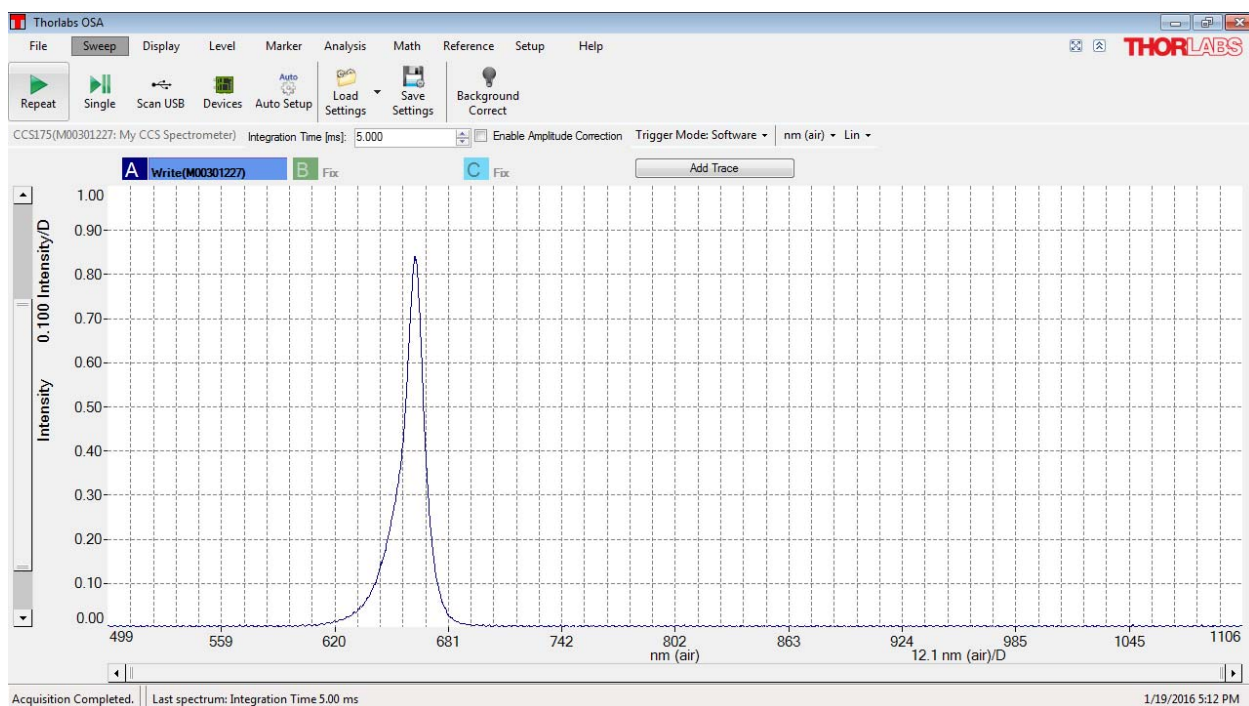 Thorlabs OSA
File Sweep Display Level Marker Analysis Math Reference Setup Help
THORLABS
Repeat Single Scan USB Devices Auto Auto Setup Load Settings Save Settings Background Correct
CCS175(M00301227: My CCS Spectrometer) Integration Time [ms]: 5.000 Enable Amplitude Correction Trigger Mode: Software nm (air) Lin
A Write(M00301227) B Fix C Fix Add Trace
1.00
0.90
0.80
0.70
0.60
0.50
0.40
0.30
0.20
0.10
0.00
Intensity 0.100 Intensity/D
499 559 620 681 742 802 863 924 985 1045 1106
nm (air) 12.1 nm (air)/D
Acquisition Completed. Last spectrum: Integration Time 5.00 ms 1/19/2016 5:12 PM